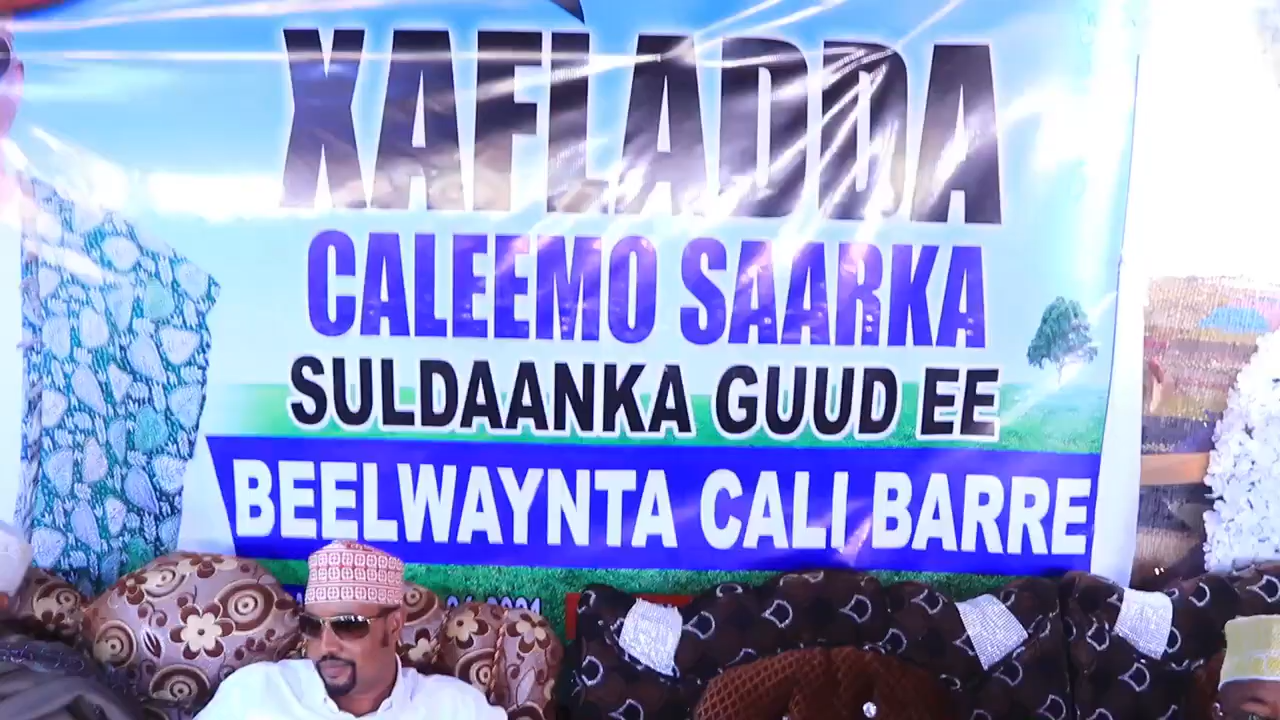 XAFLADDA
CALEEMO SAARKA
SULDAANKA GUUD EE
BEELWAYNTA CALI BARRE